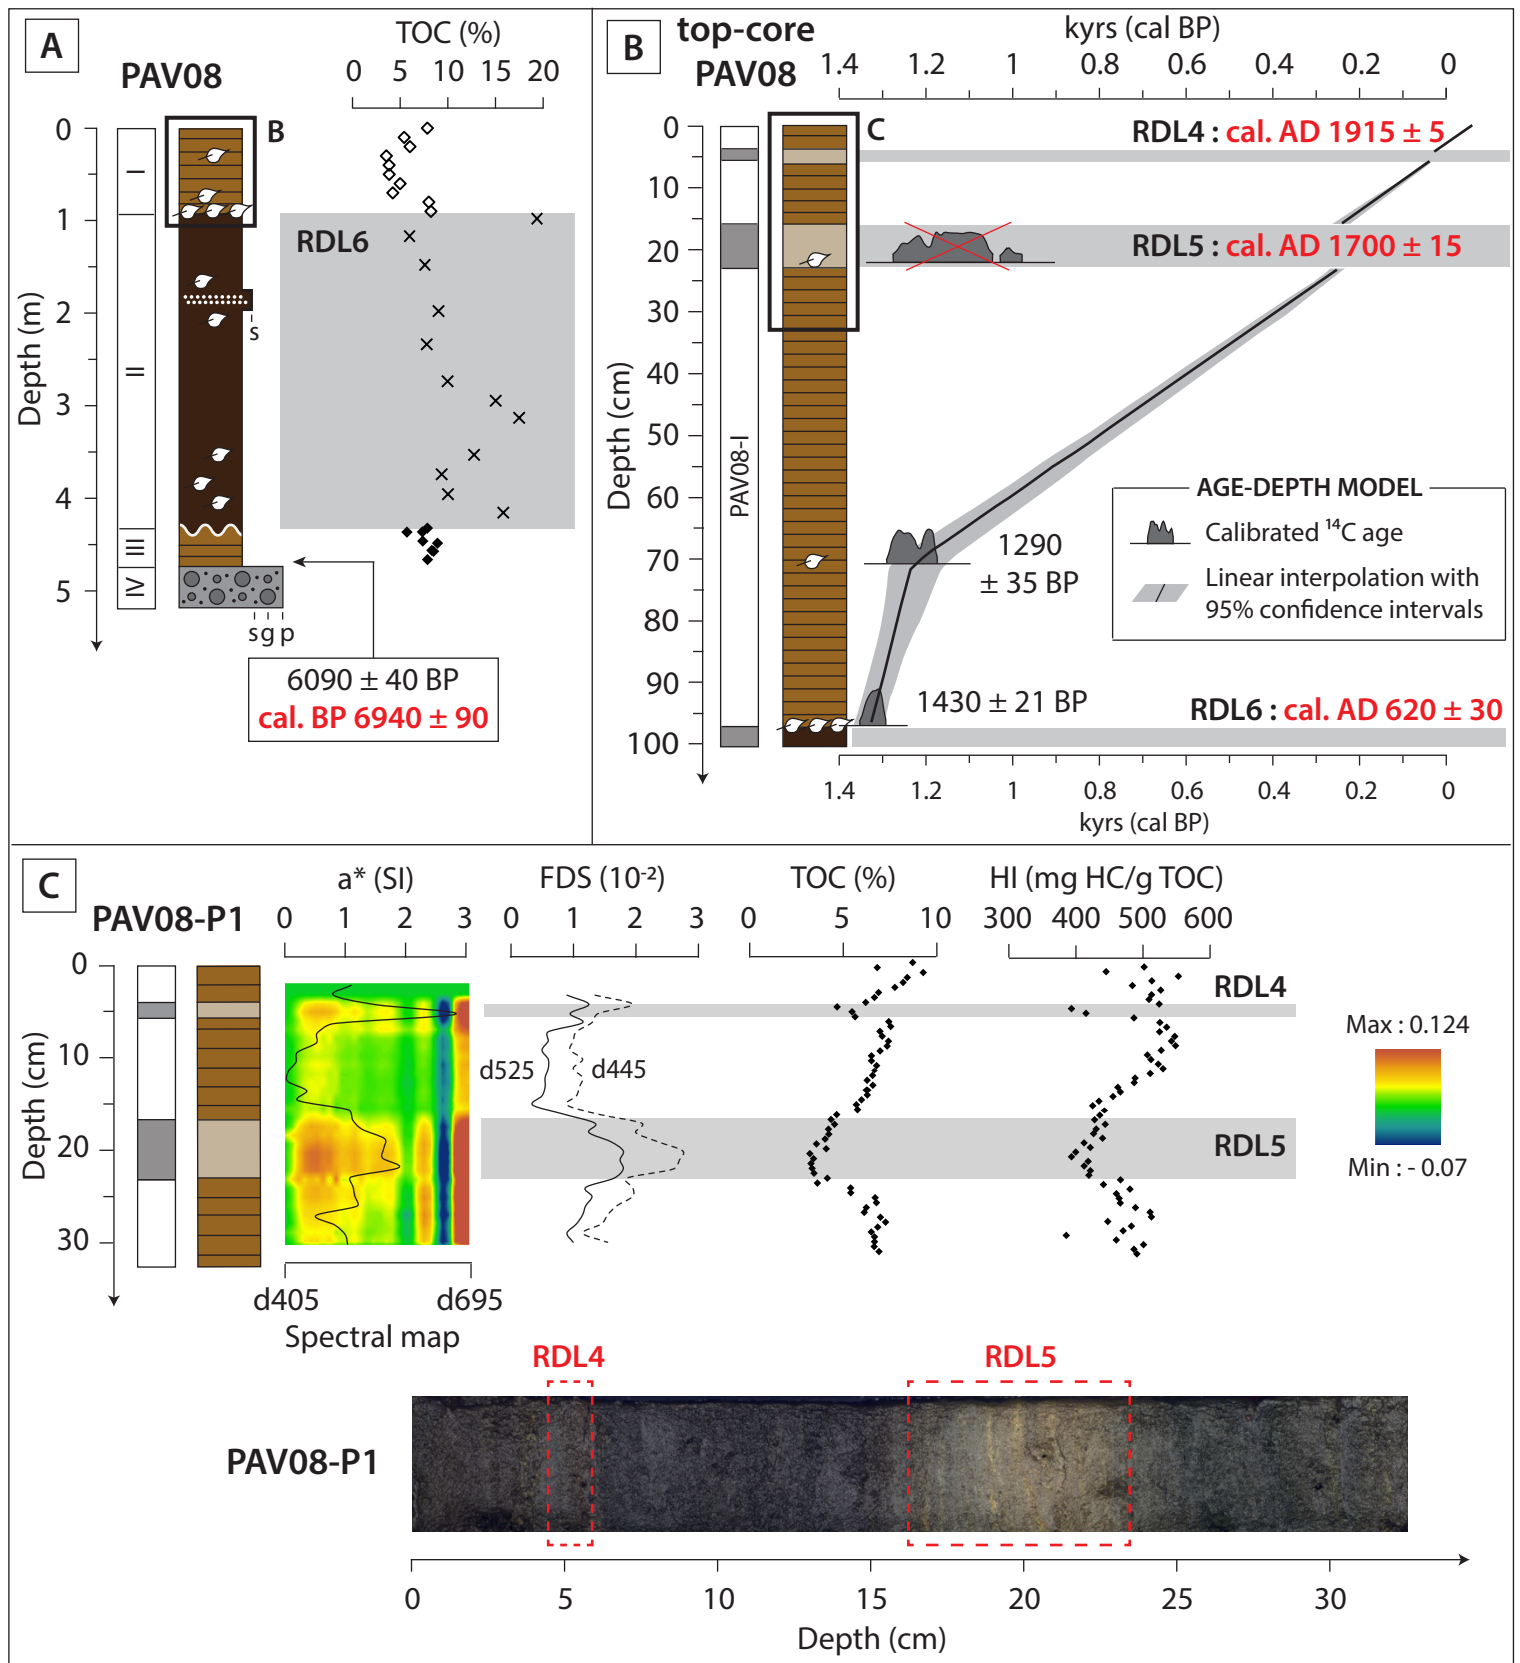 A
PAV08
TOC (%)
0 5 10 15 20
Depth (m)
0
1
2
3
4
5
I
II
III
IV
B
RDL6
s
s g p
6090 ± 40 BP
cal. BP 6940 ± 90
B
top-core
PAV08
kyrs (cal BP)
1.4 1.2 1 0.8 0.6 0.4 0.2 0
Depth (cm)
0
10
20
30
40
50
60
70
80
90
100
PAV08-I
C
RDL4 : cal. AD 1915 ± 5
RDL5 : cal. AD 1700 ± 15
AGE-DEPTH MODEL
Calibrated ¹⁴C age
Linear interpolation with
95% confidence intervals
1290
± 35 BP
1430 ± 21 BP
RDL6 : cal. AD 620 ± 30
1.4 1.2 1 0.8 0.6 0.4 0.2 0
kyrs (cal BP)
C
PAV08-P1
a* (SI)
0 1 2 3
FDS (10⁻²)
0 1 2 3
TOC (%)
0 5 10
HI (mg HC/g TOC)
300 400 500 600
Depth (cm)
0
10
20
30
d525
d445
RDL4
RDL5
Max : 0.124
Min : - 0.07
d405 d695
Spectral map
RDL4
RDL5
PAV08-P1
0 5 10 15 20 25 30
Depth (cm)